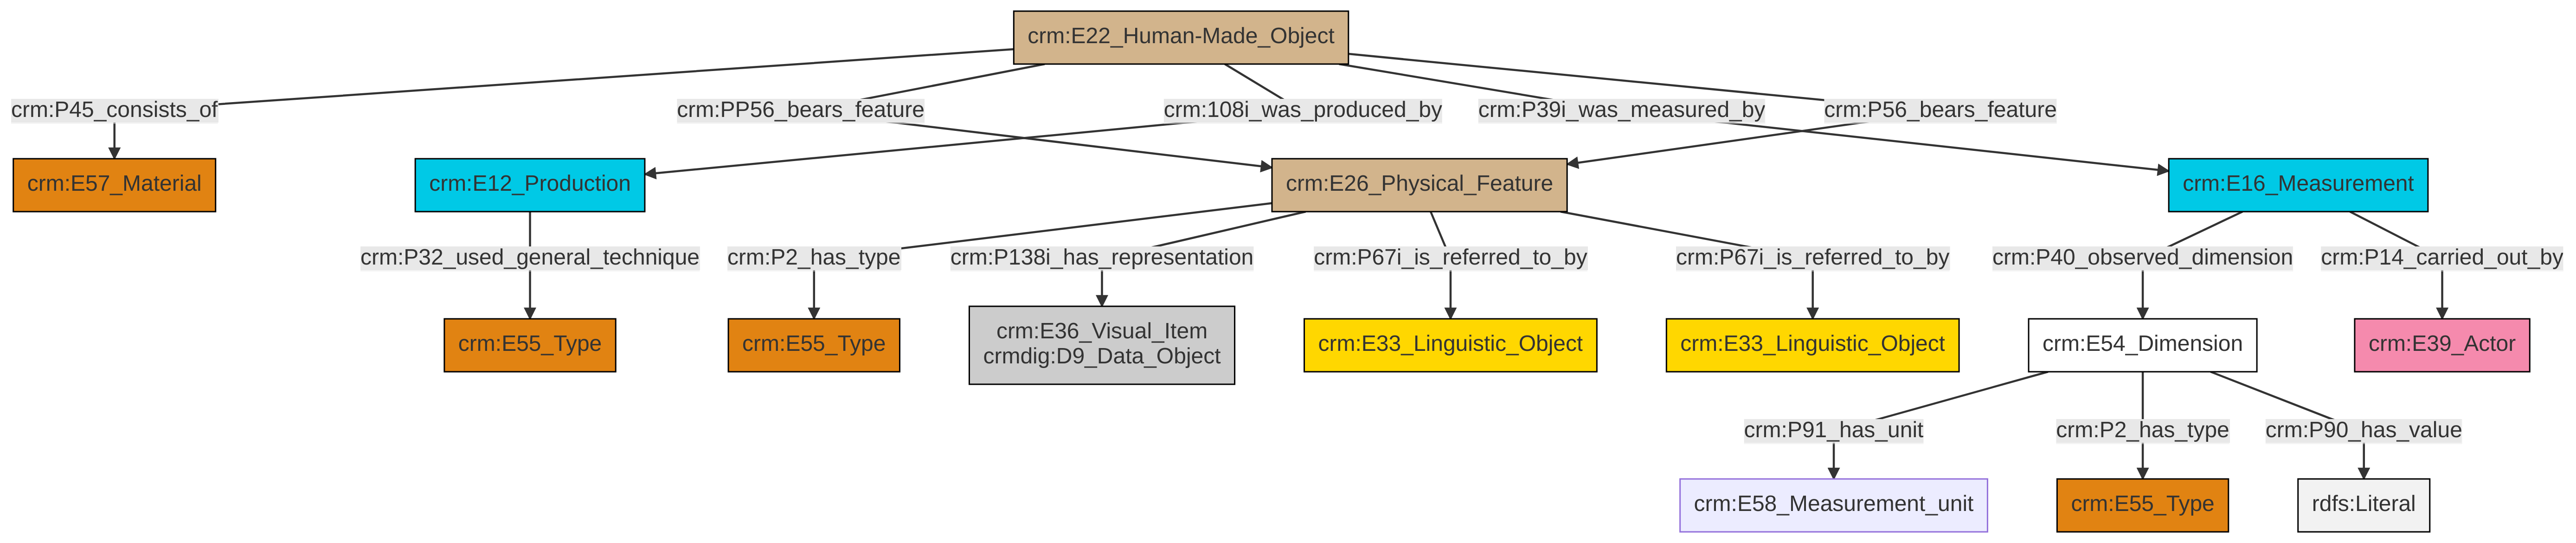 crm:E22_Human-Made_Object
crm:P45_consists_of
crm:PP56_bears_feature
crm:108i_was_produced_by
crm:P39i_was_measured_by
crm:P56_bears_feature
crm:E57_Material
crm:E12_Production
crm:E26_Physical_Feature
crm:E16_Measurement
crm:P32_used_general_technique
crm:P2_has_type
crm:P138i_has_representation
crm:P67i_is_referred_to_by
crm:P67i_is_referred_to_by
crm:P40_observed_dimension
crm:P14_carried_out_by
crm:E55_Type
crm:E55_Type
crm:E36_Visual_Item
crmdig:D9_Data_Object
crm:E33_Linguistic_Object
crm:E33_Linguistic_Object
crm:E54_Dimension
crm:E39_Actor
crm:P91_has_unit
crm:P2_has_type
crm:P90_has_value
crm:E58_Measurement_unit
crm:E55_Type
rdfs:Literal